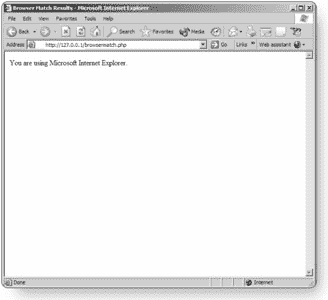 Browser Match Results - Microsoft Internet Explorer
File Edit View Favorites Tools Help
Back Search Favorites Media
Address http://127.0.0.1/browsermatch.php Go Links » Web assistant
You are using Microsoft Internet Explorer.
Done Internet